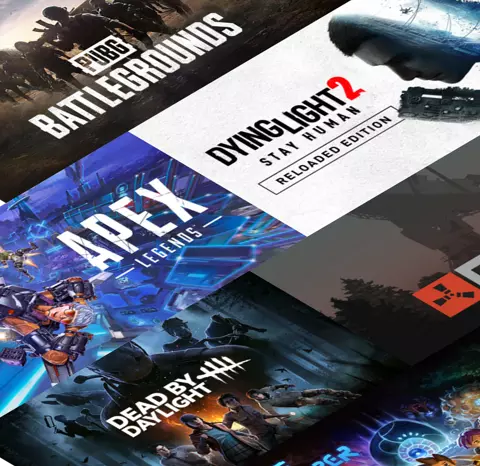 PUBG
BATTLEGROUNDS
DYING LIGHT 2
STAY HUMAN
RELOADED EDITION
APEX
LEGENDS
DEAD BY
DAYLIGHT